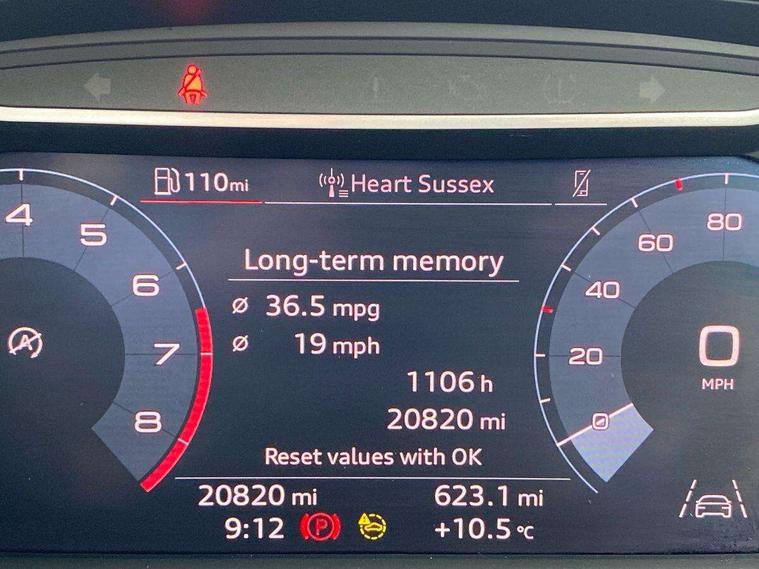 110mi
Heart Sussex
4
5
6
7
8
Long-term memory
ø 36.5 mpg
ø 19 mph
1106 h
20820 mi
Reset values with OK
20820 mi
623.1 mi
9:12
P
+10.5 °C
80
60
40
20
0
0
MPH
A